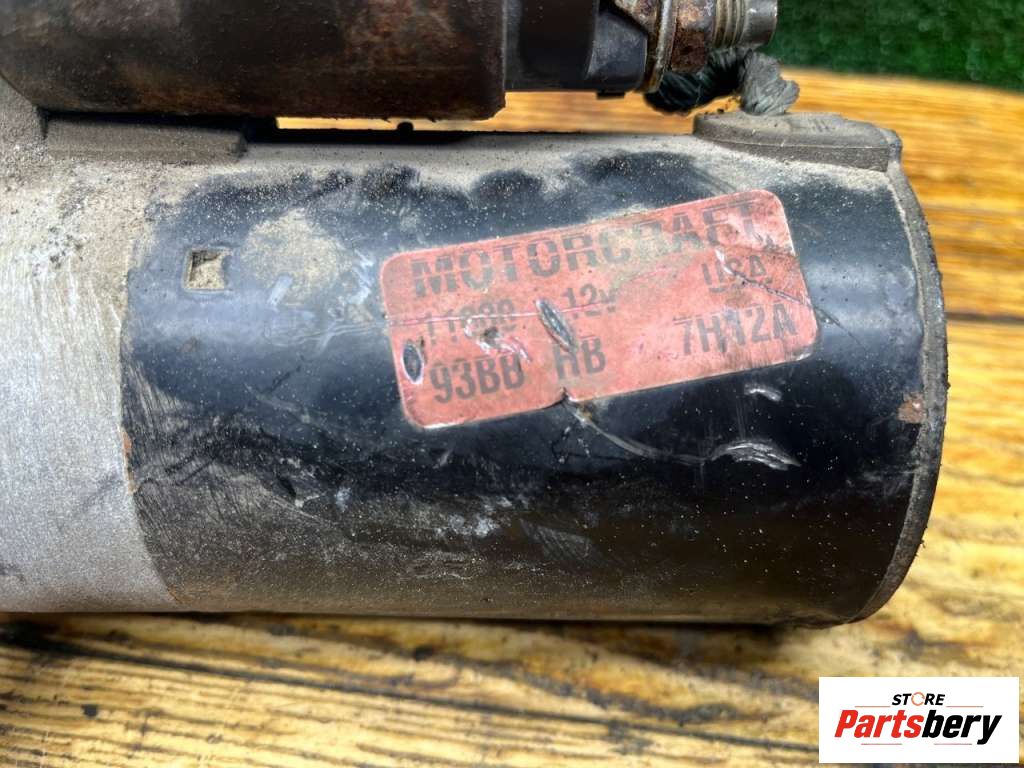 MOTORCRAFT
12V USA
93BB HB 7H12A
STORE
Partsbery